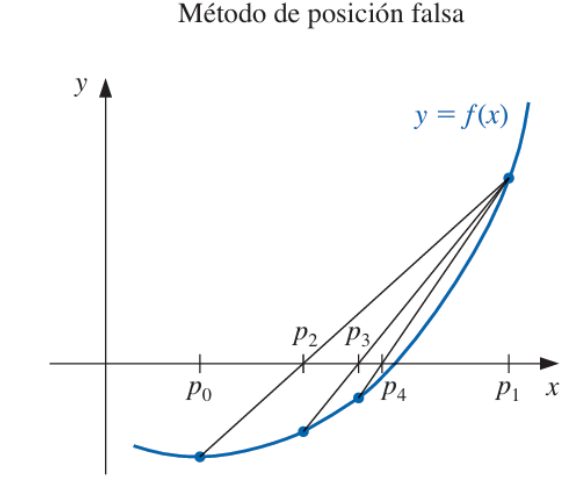 Método de posición falsa
y
y = f(x)
p₂ p₃
p₀ p₄ p₁ x